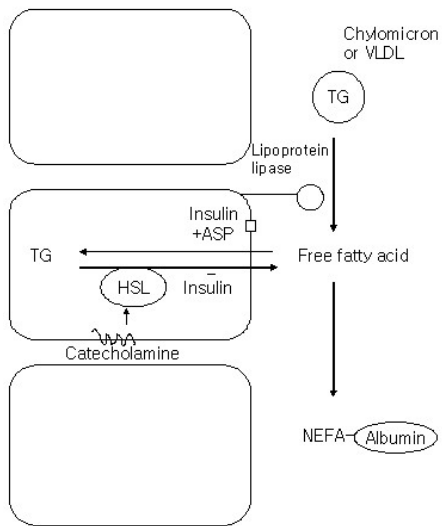 Chylomicron
or VLDL
TG
Lipoprotein
lipase
Insulin
+ASP
TG
Free fatty acid
−
HSL
Insulin
Catecholamine
NEFA
Albumin